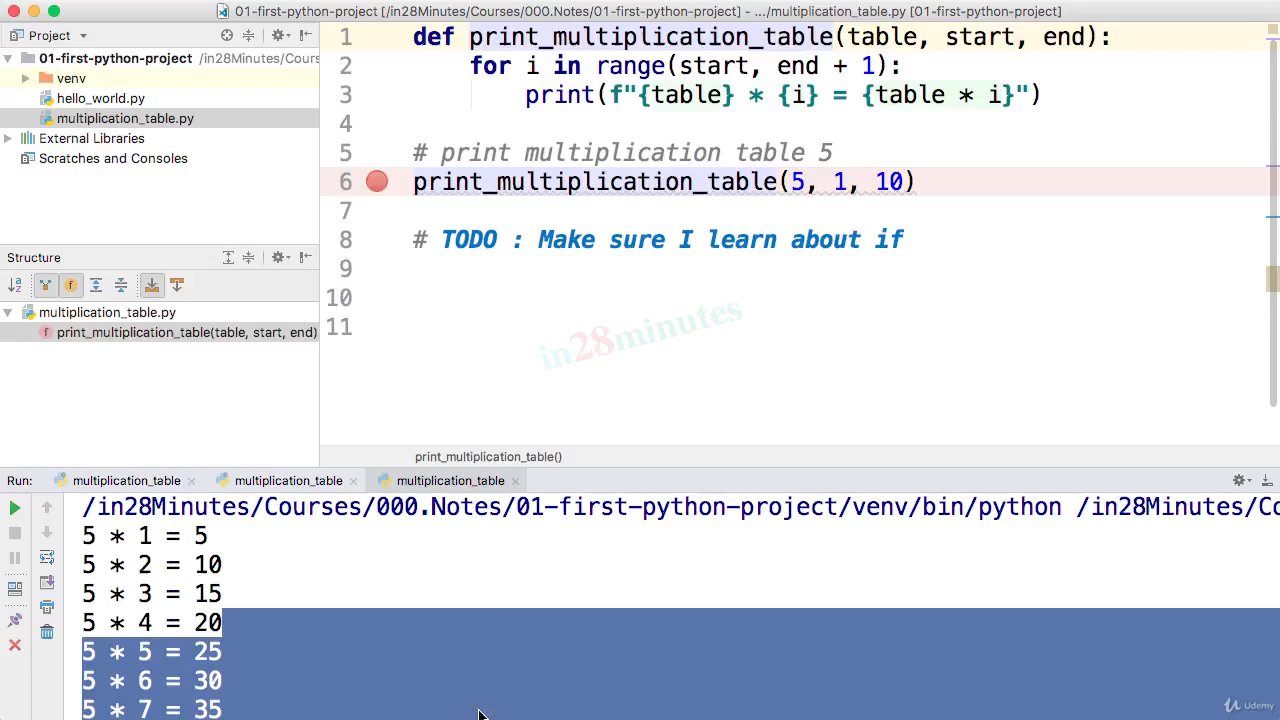 01-first-python-project [/in28Minutes/Courses/000.Notes/01-first-python-project] - .../multiplication_table.py [01-first-python-project]
Project
01-first-python-project /in28Minutes/Cours
venv
hello_world.py
multiplication_table.py
External Libraries
Scratches and Consoles
1 def print_multiplication_table(table, start, end):
2 for i in range(start, end + 1):
3 print(f"{table} * {i} = {table * i}")
4
5 # print multiplication table 5
6 print_multiplication_table(5, 1, 10)
7
8 # TODO : Make sure I learn about if
9
10
11
in28minutes
Structure
multiplication_table.py
f print_multiplication_table(table, start, end)
print_multiplication_table()
Run: multiplication_table multiplication_table multiplication_table
/in28Minutes/Courses/000.Notes/01-first-python-project/venv/bin/python /in28Minutes/Co
5 * 1 = 5
5 * 2 = 10
5 * 3 = 15
5 * 4 = 20
5 * 5 = 25
5 * 6 = 30
5 * 7 = 35
Udemy